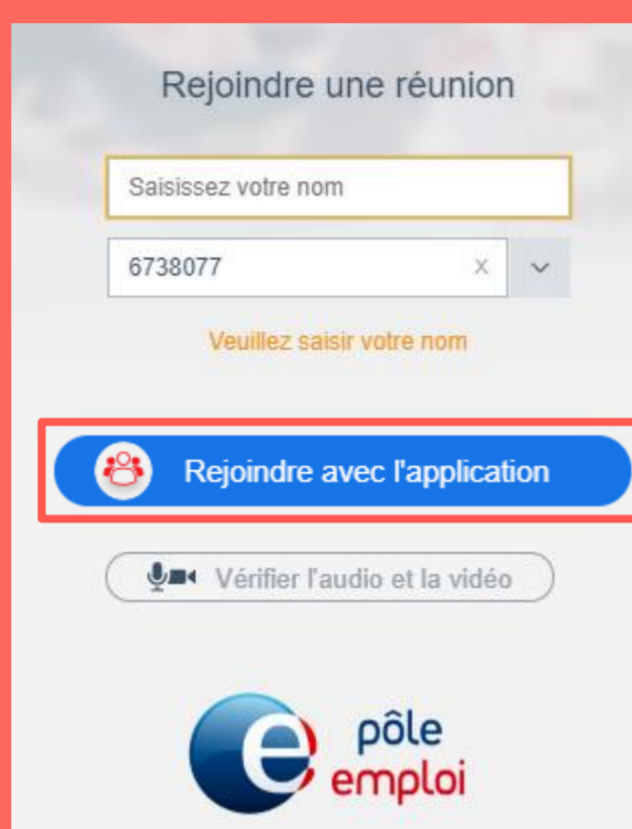 Rejoindre une réunion
Saisissez votre nom
6738077 x
Veuillez saisir votre nom
Rejoindre avec l'application
Vérifier l'audio et la vidéo
e pôle
emploi